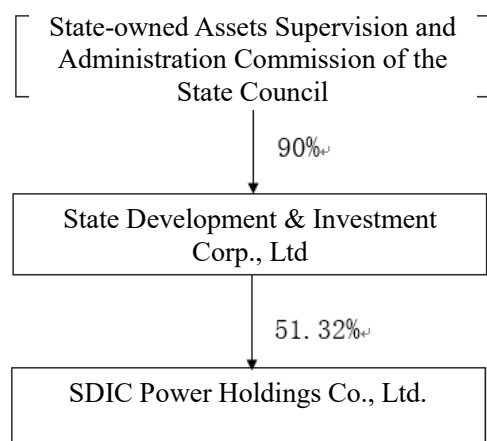 State-owned Assets Supervision and
Administration Commission of the
State Council
90%
State Development & Investment
Corp., Ltd
51.32%
SDIC Power Holdings Co., Ltd.